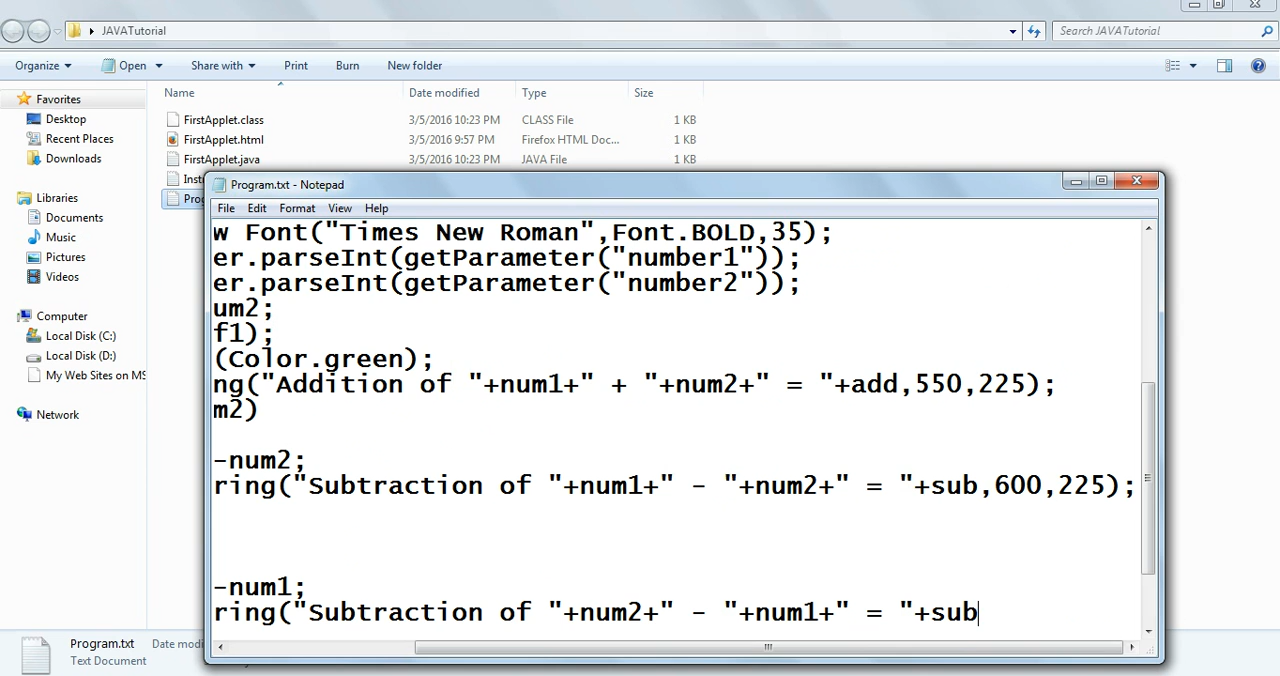 JAVATutorial
Search JAVATutorial
Organize Open Share with Print Burn New folder
Favorites
Desktop
Recent Places
Downloads
Libraries
Documents
Music
Pictures
Videos
Computer
Local Disk (C:)
Local Disk (D:)
My Web Sites on MS
Network
Name Date modified Type Size
FirstApplet.class 3/5/2016 10:23 PM CLASS File 1 KB
FirstApplet.html 3/5/2016 9:57 PM Firefox HTML Doc... 1 KB
FirstApplet.java 3/5/2016 10:23 PM JAVA File 1 KB
Program.txt - Notepad
File Edit Format View Help
w Font("Times New Roman",Font.BOLD,35);
er.parseInt(getParameter("number1"));
er.parseInt(getParameter("number2"));
um2;
f1);
(Color.green);
ng("Addition of "+num1+" + "+num2+" = "+add,550,225);
m2)
-num2;
ring("Subtraction of "+num1+" - "+num2+" = "+sub,600,225);
-num1;
ring("Subtraction of "+num2+" - "+num1+" = "+sub
Program.txt Date modi
Text Document